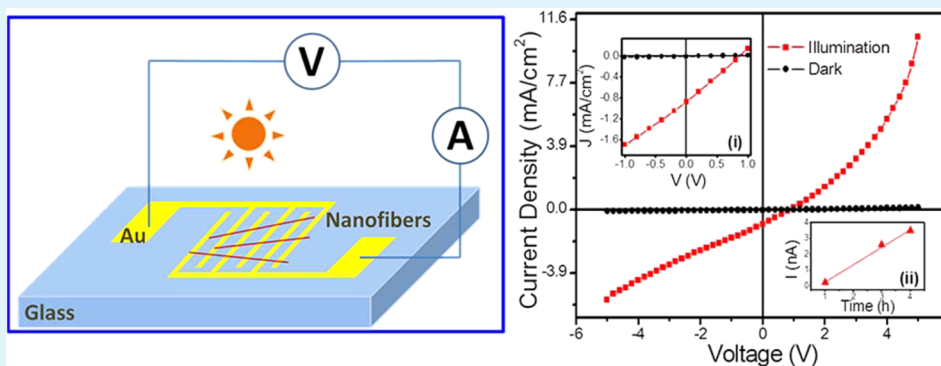 V
A
Au
Nanofibers
Glass
Current Density (mA/cm²)
11.6
7.7
3.9
0.0
-3.9
-6
-4
-2
0
2
4
Voltage (V)
Illumination
Dark
J (mA/cm²)
0.0
-0.4
-0.8
-1.2
-1.6
-1.0
-0.5
0.0
0.5
1.0
V (V)
(i)
I (nA)
4
3
2
1
0
1
2
3
4
Time (h)
(ii)